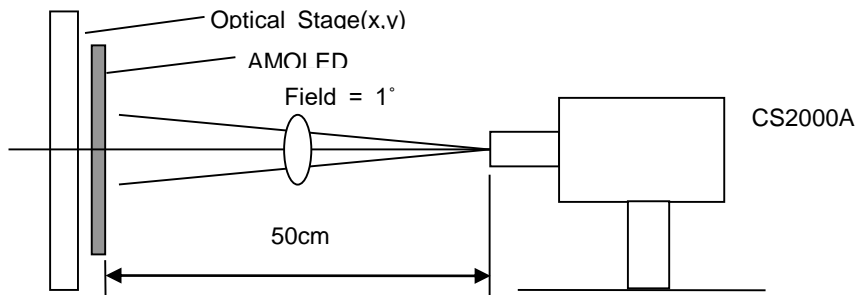 Optical Stage(x,y)
AMOLED
Field = 1°
CS2000A
50cm